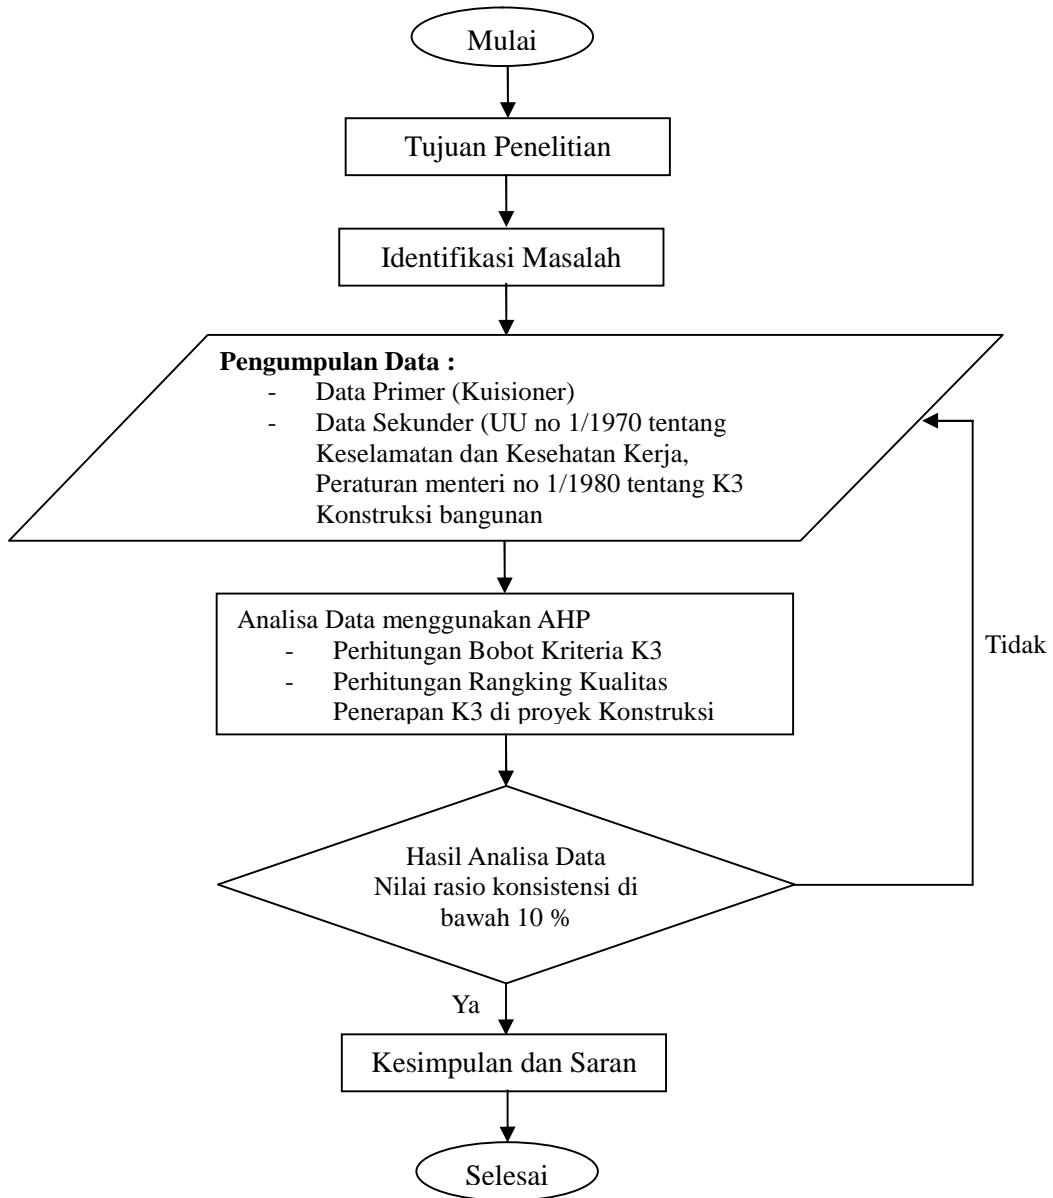 Mulai
Tujuan Penelitian
Identifikasi Masalah
Pengumpulan Data :
- Data Primer (Kuisioner)
- Data Sekunder (UU no 1/1970 tentang
Keselamatan dan Kesehatan Kerja,
Peraturan menteri no 1/1980 tentang K3
Konstruksi bangunan
Analisa Data menggunakan AHP
- Perhitungan Bobot Kriteria K3
- Perhitungan Rangking Kualitas
Penerapan K3 di proyek Konstruksi
Tidak
Hasil Analisa Data
Nilai rasio konsistensi di
bawah 10 %
Ya
Kesimpulan dan Saran
Selesai